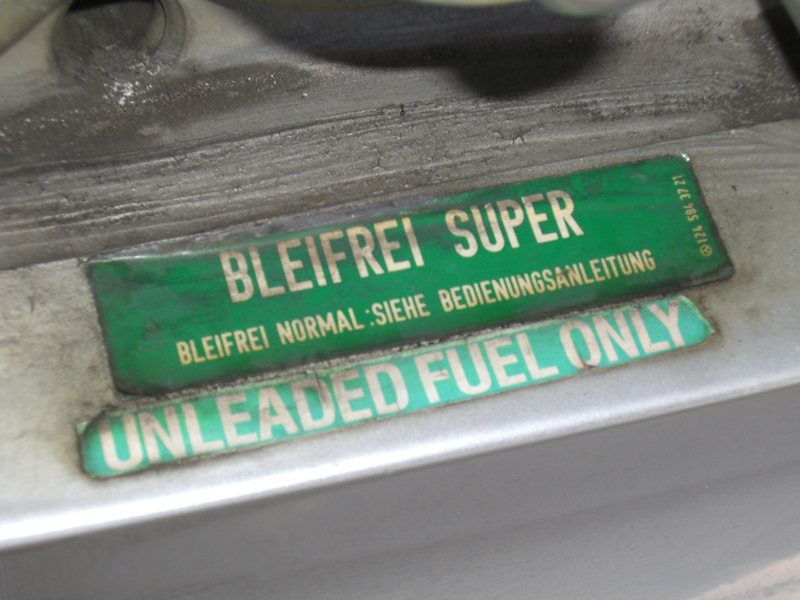 BLEIFREI SUPER
BLEIFREI NORMAL:SIEHE BEDIENUNGSANLEITUNG
124 584 37 21
UNLEADED FUEL ONLY